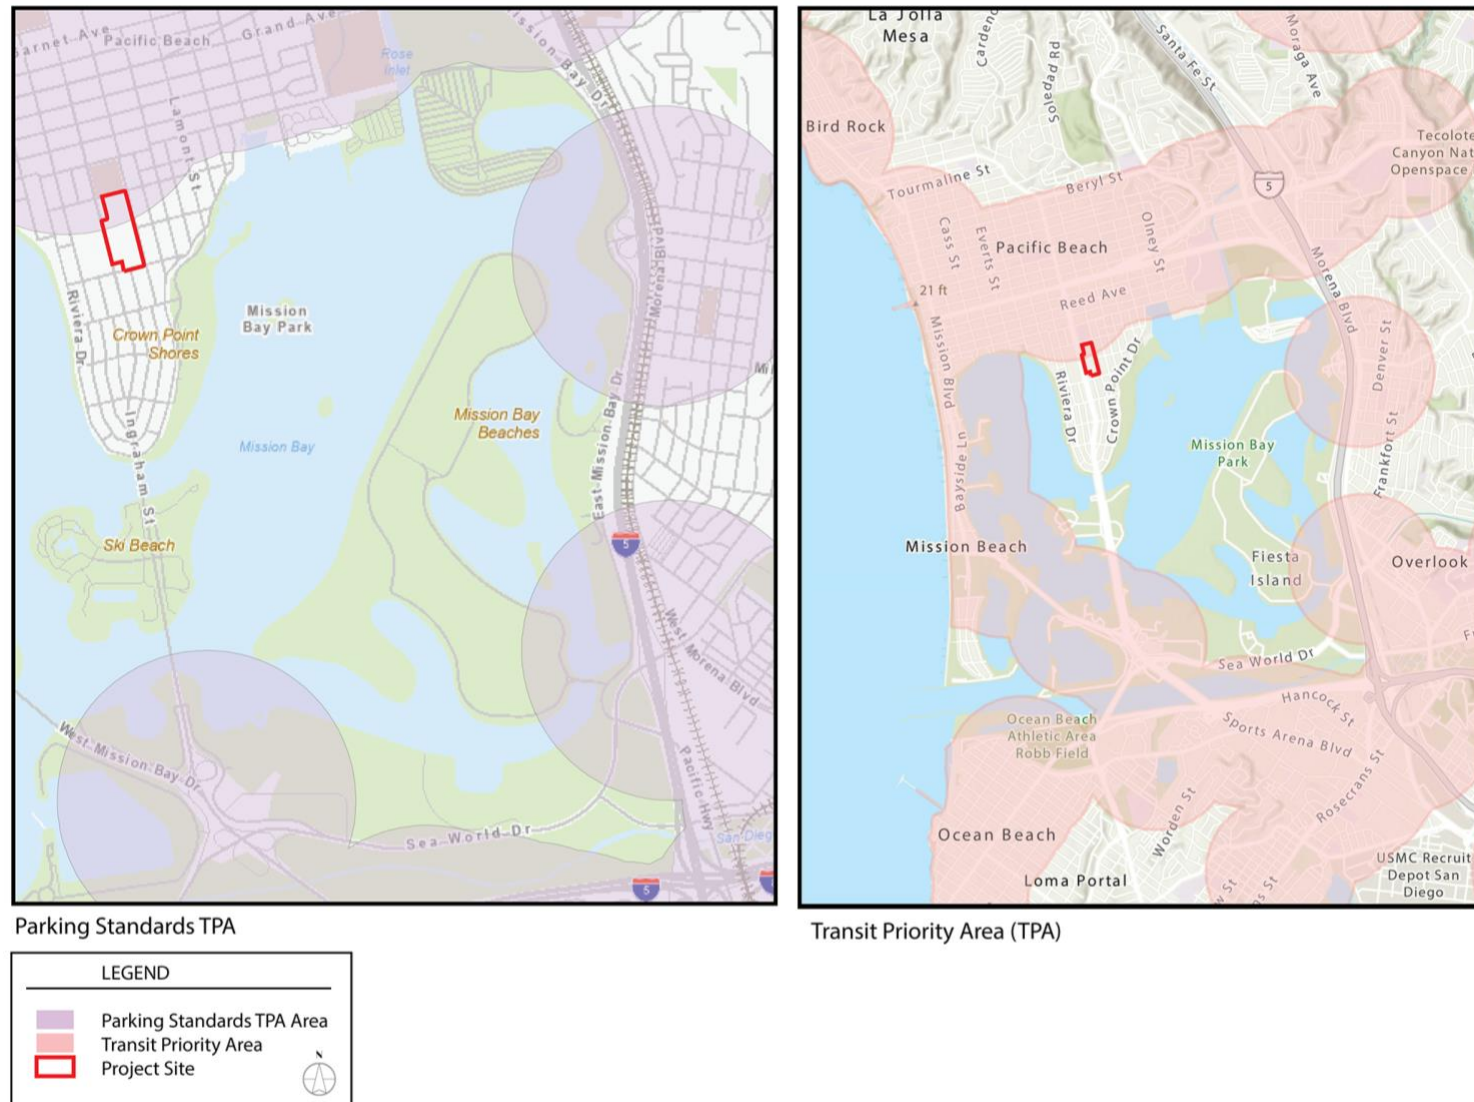 Garnet Ave
Pacific Beach
Grand Ave
Mission Bay Dr
Rose
Inlet
Lamont St
Riviera Dr
Crown Point
Shores
Mission
Bay Park
Morena Blvd
Mission Bay
Mission Bay
Beaches
East Mission Bay Dr
Ingraham St
Ski Beach
5
West Morena Blvd
West Mission Bay Dr
Pacific Hwy
Sea World Dr
San Dieg
5
Parking Standards TPA
La Jolla
Mesa
Soledad Rd
Santa Fe St
Moraga Ave
Bird Rock
Tecolote
Canyon Nat
Openspace
Tourmaline St
Beryl St
5
Cass St
Everts St
Pacific Beach
Olney St
21 ft
Reed Ave
Morena Blvd
Mission Blvd
Denver St
Riviera Dr
Crown Point Dr
Mission Bay
Park
Frankfort St
Bayside Ln
Mission Beach
Fiesta
Island
Overlook
Sea World Dr
Hancock St
Ocean Beach
Athletic Area
Robb Field
Sports Arena Blvd
Rosecrans St
Worden St
Ocean Beach
Loma Portal
USMC Recruit
Depot San
Diego
Transit Priority Area (TPA)
LEGEND
Parking Standards TPA Area
Transit Priority Area
Project Site
N